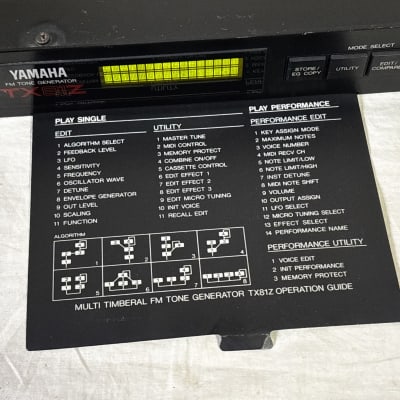 YAMAHA
FM TONE GENERATOR
TX81Z
MODE SELECT
STORE/
EG COPY
UTILITY
EDIT/
COMPARE
PLAY SINGLE
EDIT
1 ALGORITHM SELECT
2 FEEDBACK LEVEL
3 LFO
4 SENSITIVITY
5 FREQUENCY
6 OSCILLATOR WAVE
7 DETUNE
8 ENVELOPE GENERATOR
9 OUT LEVEL
10 SCALING
11 FUNCTION
UTILITY
1 MASTER TUNE
2 MIDI CONTROL
3 MEMORY PROTECT
4 COMBINE ON/OFF
5 CASSETTE CONTROL
6 EDIT EFFECT 1
7 EDIT EFFECT 2
8 EDIT EFFECT 3
9 EDIT MICRO TUNING
10 INIT VOICE
11 RECALL EDIT
PLAY PERFORMANCE
PERFORMANCE EDIT
1 KEY ASSIGN MODE
2 MAXIMUM NOTES
3 VOICE NUMBER
4 MIDI RECV CH
5 NOTE LIMIT/LOW
6 NOTE LIMIT/HIGH
7 INST DETUNE
8 MIDI NOTE SHIFT
9 VOLUME
10 OUTPUT ASSIGN
11 LFO SELECT
12 MICRO TUNING SELECT
13 EFFECT SELECT
14 PERFORMANCE NAME
PERFORMANCE UTILITY
1 VOICE EDIT
2 INIT PERFORMANCE
3 MEMORY PROTECT
ALGORITHM
1 2 3 4
5 6 7 8
MULTI TIMBERAL FM TONE GENERATOR TX81Z OPERATION GUIDE